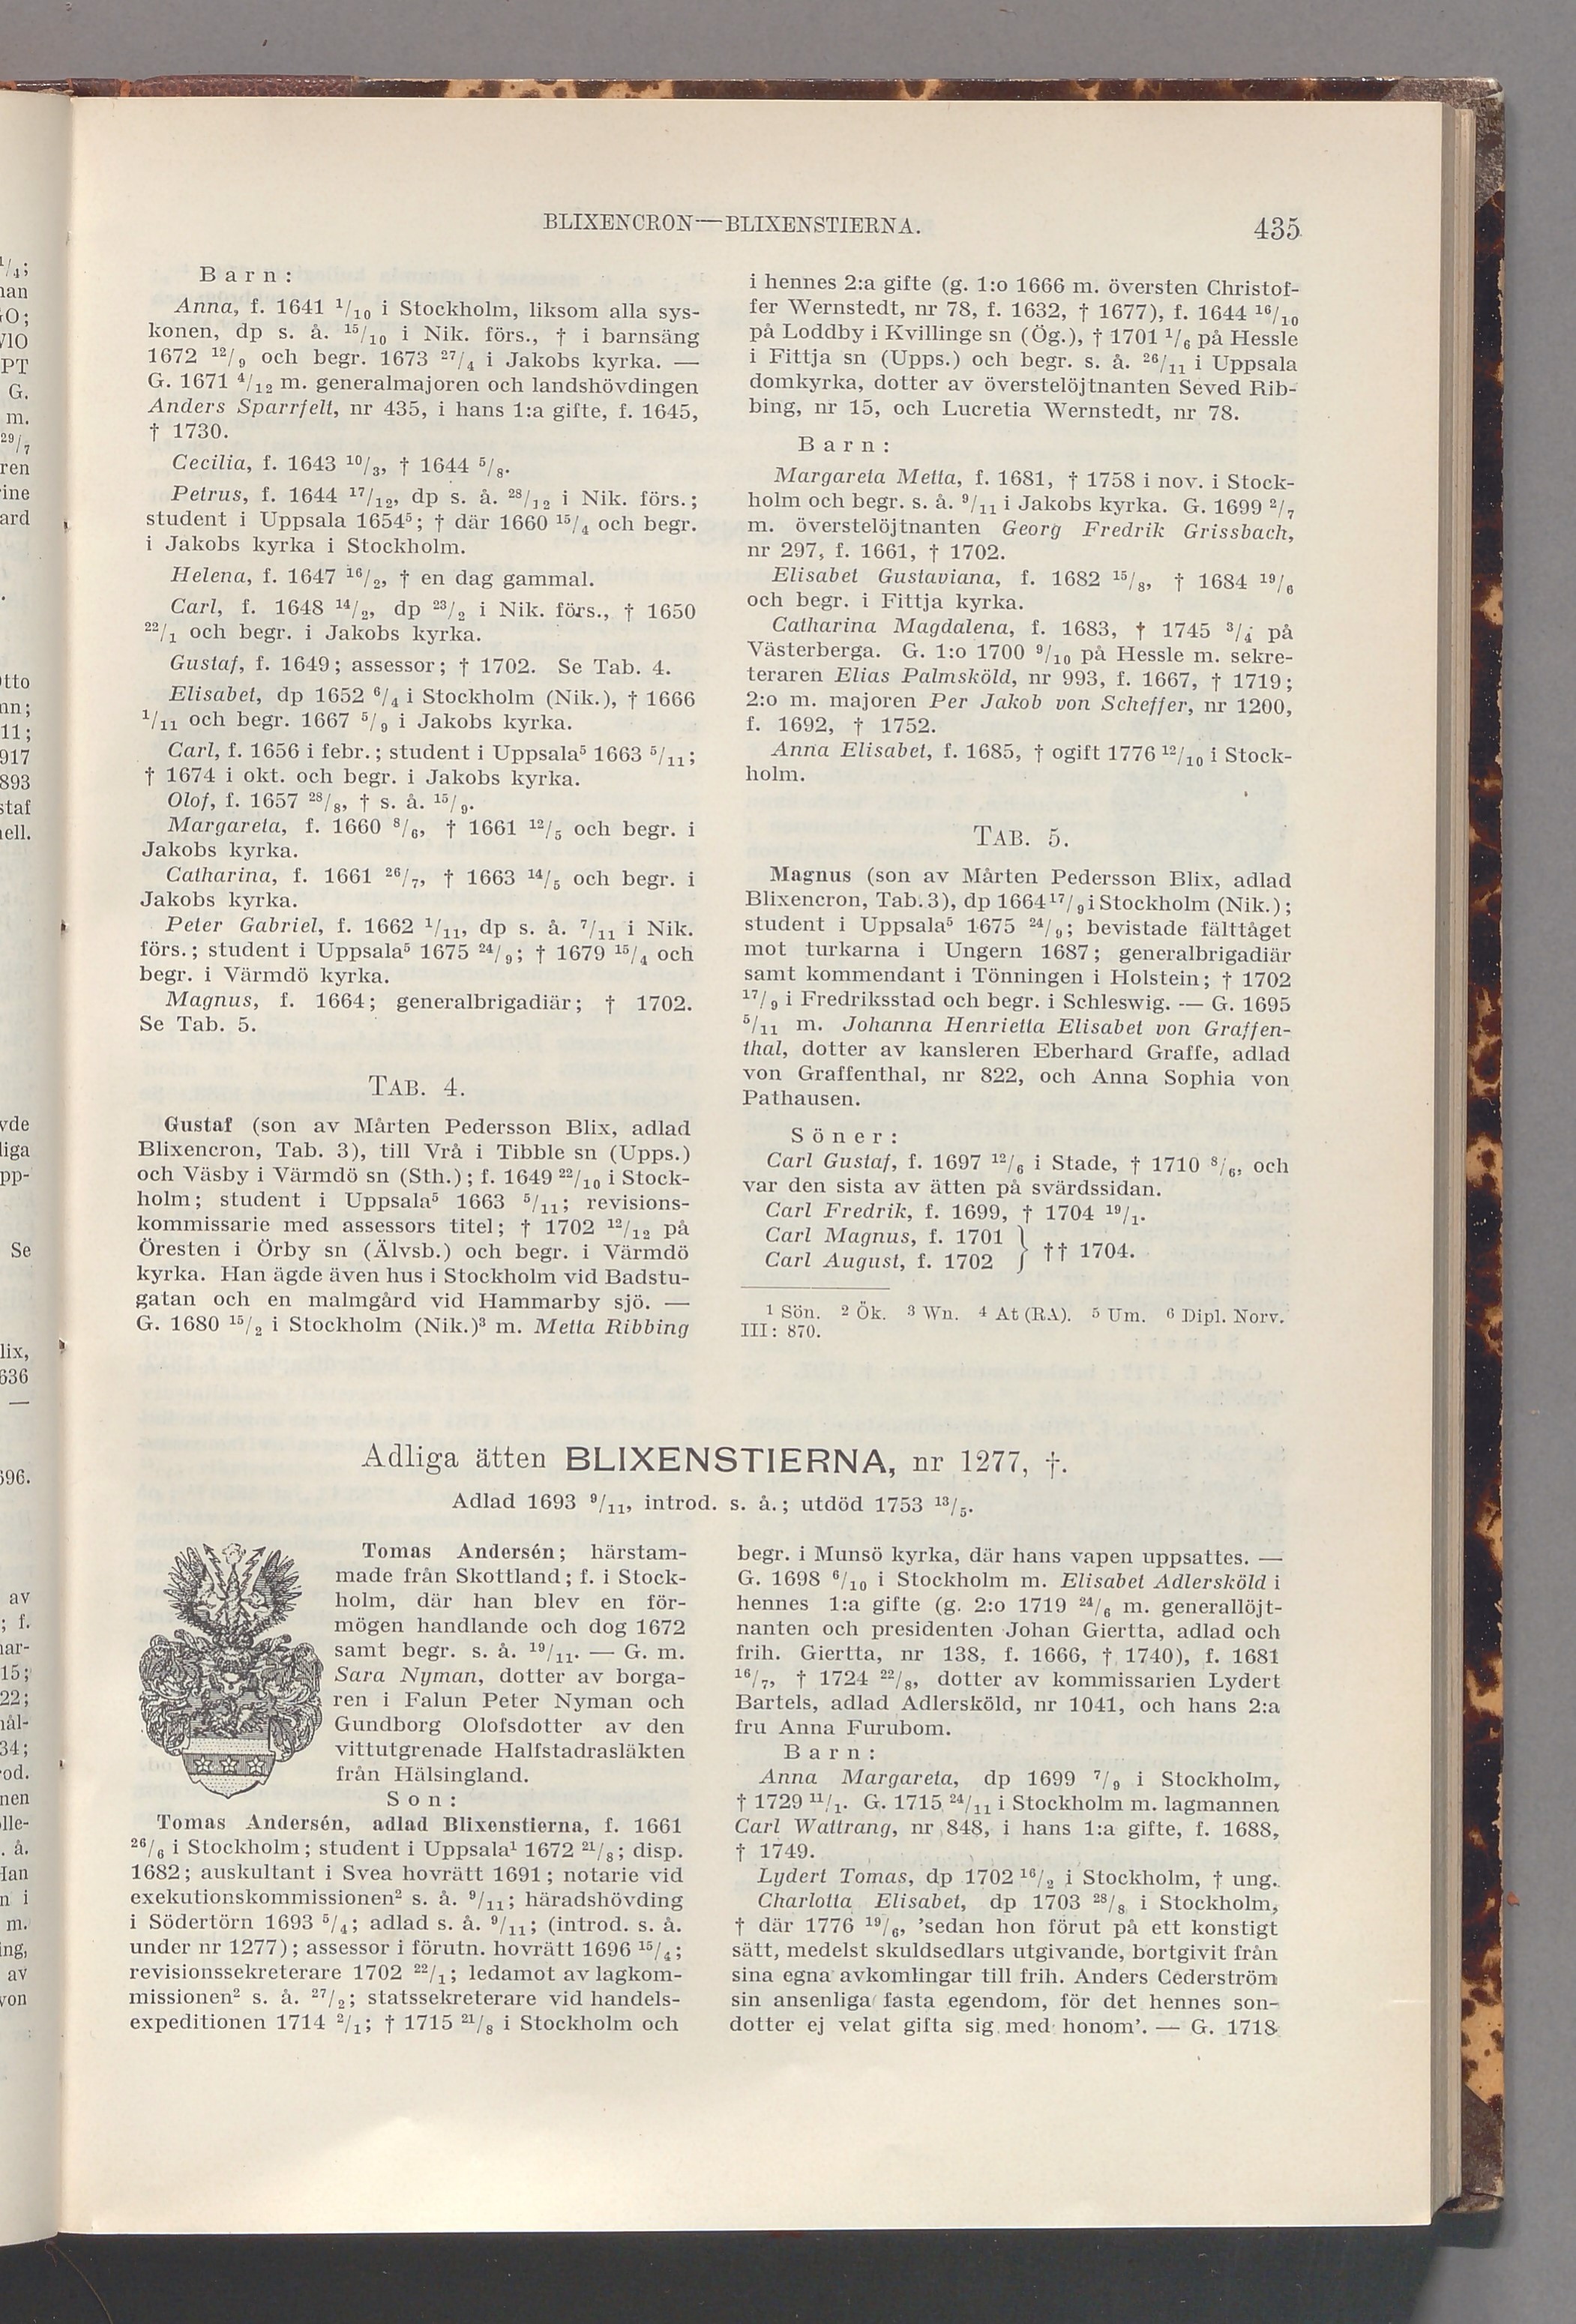 BLIXENCRON—BLIXENSTIERNA.
435
Barn:
Anna, f. 1641 1/10 i Stockholm, liksom alla sys-
konen, dp s. å. 15/10 i Nik. förs., † i barnsäng
1672 12/9 och begr. 1673 27/4 i Jakobs kyrka. —
G. 1671 4/12 m. generalmajoren och landshövdingen
Anders Sparrfelt, nr 435, i hans 1:a gifte, f. 1645,
† 1730.
Cecilia, f. 1643 10/3, † 1644 5/8.
Petrus, f. 1644 17/12, dp s. å. 28/12 i Nik. förs.;
student i Uppsala 1654⁵; † där 1660 15/4 och begr.
i Jakobs kyrka i Stockholm.
Helena, f. 1647 16/2, † en dag gammal.
Carl, f. 1648 14/2, dp 23/2 i Nik. förs., † 1650
22/1 och begr. i Jakobs kyrka.
Gustaf, f. 1649; assessor; † 1702. Se Tab. 4.
Elisabet, dp 1652 6/4 i Stockholm (Nik.), † 1666
1/11 och begr. 1667 5/9 i Jakobs kyrka.
Carl, f. 1656 i febr.; student i Uppsala⁵ 1663 5/11;
† 1674 i okt. och begr. i Jakobs kyrka.
Olof, f. 1657 28/8, † s. å. 15/9.
Margareta, f. 1660 8/6, † 1661 12/5 och begr. i
Jakobs kyrka.
Catharina, f. 1661 26/7, † 1663 14/5 och begr. i
Jakobs kyrka.
Peter Gabriel, f. 1662 1/11, dp s. å. 7/11 i Nik.
förs.; student i Uppsala⁵ 1675 24/9; † 1679 15/4 och
begr. i Värmdö kyrka.
Magnus, f. 1664; generalbrigadiär; † 1702.
Se Tab. 5.
TAB. 4.
Gustaf (son av Mårten Pedersson Blix, adlad
Blixencron, Tab. 3), till Vrå i Tibble sn (Upps.)
och Väsby i Värmdö sn (Sth.); f. 1649 22/10 i Stock-
holm; student i Uppsala⁵ 1663 5/11; revisions-
kommissarie med assessors titel; † 1702 12/12 på
Öresten i Örby sn (Älvsb.) och begr. i Värmdö
kyrka. Han ägde även hus i Stockholm vid Badstu-
gatan och en malmgård vid Hammarby sjö. —
G. 1680 15/2 i Stockholm (Nik.)³ m. Metta Ribbing
i hennes 2:a gifte (g. 1:o 1666 m. översten Christof-
fer Wernstedt, nr 78, f. 1632, † 1677), f. 1644 16/10
på Loddby i Kvillinge sn (Ög.), † 1701 1/6 på Hessle
i Fittja sn (Upps.) och begr. s. å. 26/11 i Uppsala
domkyrka, dotter av överstelöjtnanten Seved Rib-
bing, nr 15, och Lucretia Wernstedt, nr 78.
Barn:
Margareta Metta, f. 1681, † 1758 i nov. i Stock-
holm och begr. s. å. 9/11 i Jakobs kyrka. G. 1699 2/7
m. överstelöjtnanten Georg Fredrik Grissbach,
nr 297, f. 1661, † 1702.
Elisabet Gustaviana, f. 1682 15/8, † 1684 19/6
och begr. i Fittja kyrka.
Catharina Magdalena, f. 1683, † 1745 3/4 på
Västerberga. G. 1:o 1700 9/10 på Hessle m. sekre-
teraren Elias Palmsköld, nr 993, f. 1667, † 1719;
2:o m. majoren Per Jakob von Scheffer, nr 1200,
f. 1692, † 1752.
Anna Elisabet, f. 1685, † ogift 1776 12/10 i Stock-
holm.
TAB. 5.
Magnus (son av Mårten Pedersson Blix, adlad
Blixencron, Tab. 3), dp 1664 17/9 i Stockholm (Nik.);
student i Uppsala⁵ 1675 24/9; bevistade fälttåget
mot turkarna i Ungern 1687; generalbrigadiär
samt kommendant i Tönningen i Holstein; † 1702
17/9 i Fredriksstad och begr. i Schleswig. — G. 1695
5/11 m. Johanna Henrietta Elisabet von Graffen-
thal, dotter av kansleren Eberhard Graffe, adlad
von Graffenthal, nr 822, och Anna Sophia von
Pathausen.
Söner:
Carl Gustaf, f. 1697 12/6 i Stade, † 1710 8/6, och
var den sista av ätten på svärdssidan.
Carl Fredrik, f. 1699, † 1704 19/1.
Carl Magnus, f. 1701 }
Carl August, f. 1702 } †† 1704.
1 Sön. 2 Ök. 3 Wn. 4 At (RA). 5 Um. 6 Dipl. Norv.
III: 870.
Adliga ätten BLIXENSTIERNA, nr 1277, †.
Adlad 1693 9/11, introd. s. å.; utdöd 1753 13/5.
Tomas Andersén; härstam-
made från Skottland; f. i Stock-
holm, där han blev en för-
mögen handlande och dog 1672
samt begr. s. å. 19/11. — G. m.
Sara Nyman, dotter av borga-
ren i Falun Peter Nyman och
Gundborg Olofsdotter av den
vittutgrenade Halfstadrasläkten
från Hälsingland.
Son:
Tomas Andersén, adlad Blixenstierna, f. 1661
26/6 i Stockholm; student i Uppsala¹ 1672 21/8; disp.
1682; auskultant i Svea hovrätt 1691; notarie vid
exekutionskommissionen² s. å. 9/11; häradshövding
i Södertörn 1693 5/4; adlad s. å. 9/11; (introd. s. å.
under nr 1277); assessor i förutn. hovrätt 1696 15/4;
revisionssekreterare 1702 22/1; ledamot av lagkom-
missionen² s. å. 27/2; statssekreterare vid handels-
expeditionen 1714 2/1; † 1715 21/8 i Stockholm och
begr. i Munsö kyrka, där hans vapen uppsattes. —
G. 1698 6/10 i Stockholm m. Elisabet Adlersköld i
hennes 1:a gifte (g. 2:o 1719 24/6 m. generallöjt-
nanten och presidenten Johan Giertta, adlad och
frih. Giertta, nr 138, f. 1666, † 1740), f. 1681
16/7, † 1724 22/8, dotter av kommissarien Lydert
Bartels, adlad Adlersköld, nr 1041, och hans 2:a
fru Anna Furubom.
Barn:
Anna Margareta, dp 1699 7/9 i Stockholm,
† 1729 11/1. G. 1715 24/11 i Stockholm m. lagmannen
Carl Wattrang, nr 848, i hans 1:a gifte, f. 1688,
† 1749.
Lydert Tomas, dp 1702 16/2 i Stockholm, † ung.
Charlotta Elisabet, dp 1703 28/8 i Stockholm,
† där 1776 19/6, 'sedan hon förut på ett konstigt
sätt, medelst skuldsedlars utgivande, bortgivit från
sina egna avkomlingar till frih. Anders Cederström
sin ansenliga fasta egendom, för det hennes son-
dotter ej velat gifta sig med honom'. — G. 1718